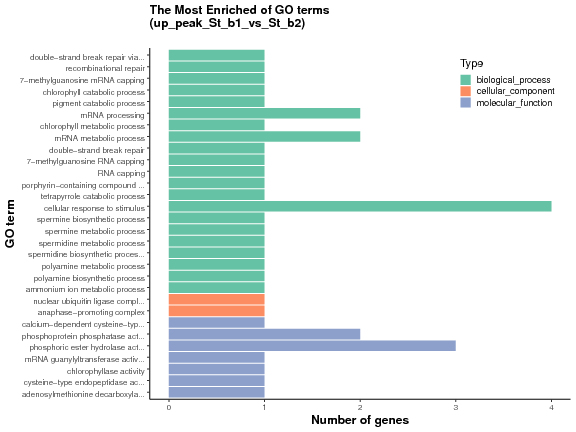 The Most Enriched of GO terms
(up_peak_St_b1_vs_St_b2)
double-strand break repair via...
recombinational repair
7-methylguanosine mRNA capping
chlorophyll catabolic process
pigment catabolic process
mRNA processing
chlorophyll metabolic process
mRNA metabolic process
double-strand break repair
7-methylguanosine RNA capping
RNA capping
porphyrin-containing compound ...
tetrapyrrole catabolic process
cellular response to stimulus
spermine biosynthetic process
spermine metabolic process
spermidine metabolic process
spermidine biosynthetic proces...
polyamine metabolic process
polyamine biosynthetic process
ammonium ion metabolic process
nuclear ubiquitin ligase compl...
anaphase-promoting complex
calcium-dependent cysteine-typ...
phosphoprotein phosphatase act...
phosphoric ester hydrolase act...
mRNA guanylyltransferase activ...
chlorophyllase activity
cysteine-type endopeptidase ac...
adenosylmethionine decarboxyla...
GO term
0 1 2 3 4
Number of genes
Type
biological_process
cellular_component
molecular_function